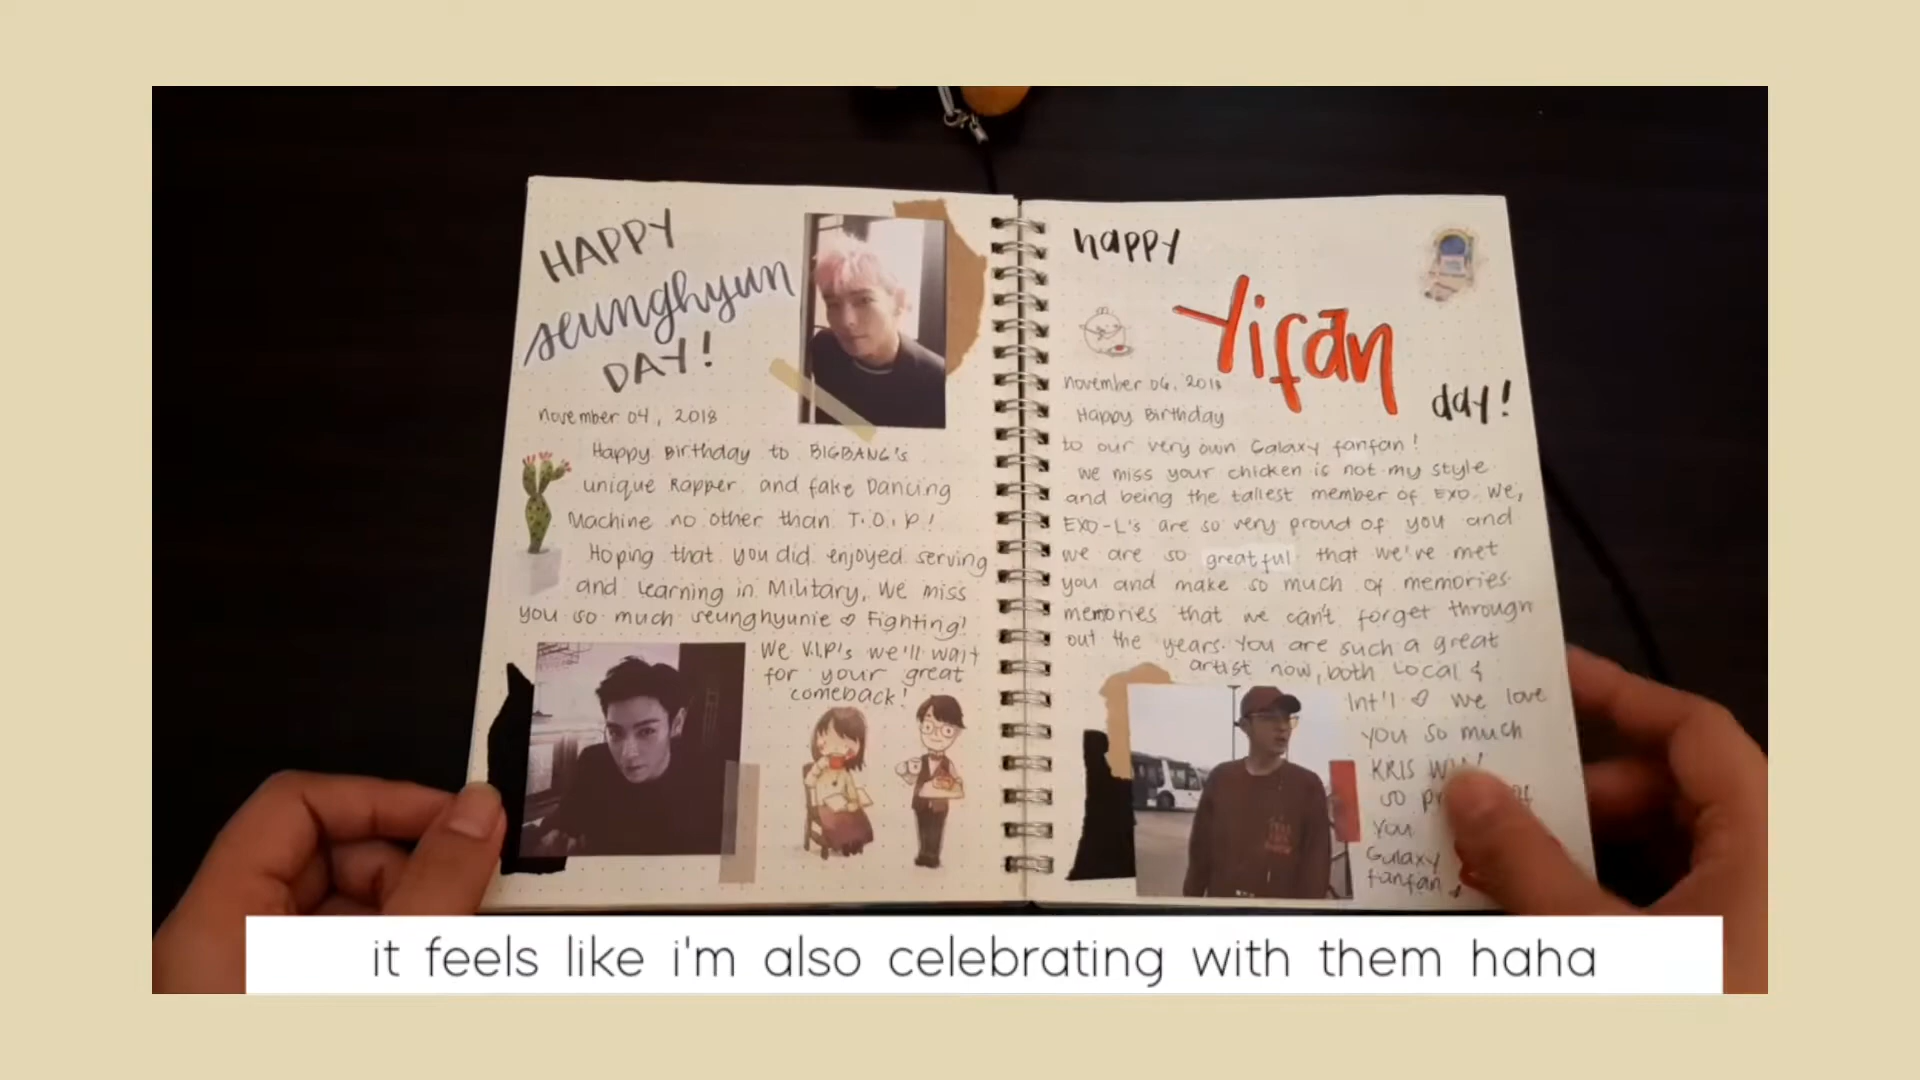 HAPPY
seunghyun
DAY!
november 04, 2018
Happy Birthday to BIGBANG's
unique Rapper and fake Dancing
Machine no other than T.O.P!
Hoping that you did enjoyed serving
and learning in Military, We miss
you so much seunghyunie ♡ Fighting!
We V.I.P's we'll wait
for your great
comeback!
happy
Yifan
day!
november 06, 2018
Happy Birthday
to our very own Galaxy fanfan!
we miss your chicken is not my style
and being the tallest member of EXO. We,
EXO-L's are so very proud of you and
we are so greatful that we've met
you and make so much of memories
memories that we can't forget through
out the years. You are such a great
artist now, both Local &
Int'l ♡ we love
you so much
KRIS
so
you
Galaxy
fanfan
it feels like i'm also celebrating with them haha